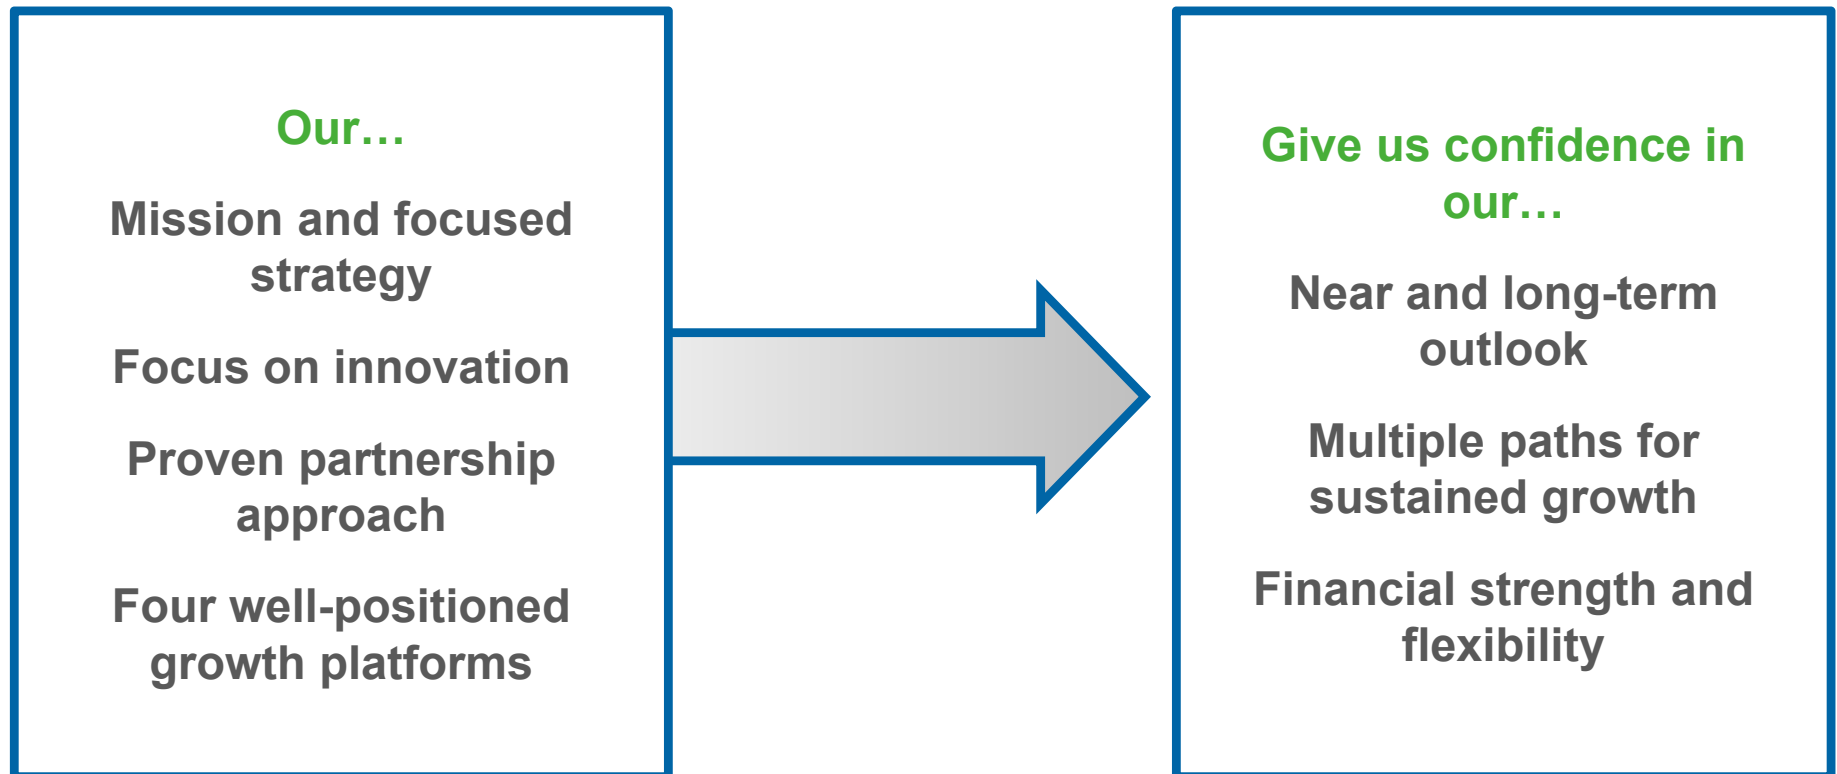 Our…
Mission and focused
strategy
Focus on innovation
Proven partnership
approach
Four well-positioned
growth platforms
Give us confidence in
our…
Near and long-term
outlook
Multiple paths for
sustained growth
Financial strength and
flexibility